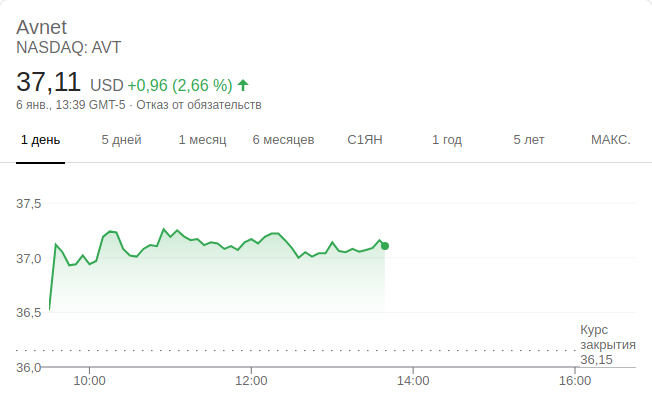 Avnet
NASDAQ: AVT
37,11 USD +0,96 (2,66 %)
6 янв., 13:39 GMT-5 · Отказ от обязательств
1 день 5 дней 1 месяц 6 месяцев С1ЯН 1 год 5 лет МАКС.
37,5
37,0
36,5
Курс
закрытия
36,15
36,0
10:00 12:00 14:00 16:00